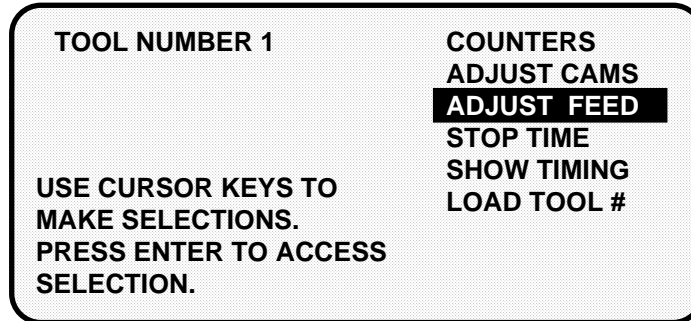 TOOL NUMBER 1
USE CURSOR KEYS TO
MAKE SELECTIONS.
PRESS ENTER TO ACCESS
SELECTION.
COUNTERS
ADJUST CAMS
ADJUST FEED
STOP TIME
SHOW TIMING
LOAD TOOL #